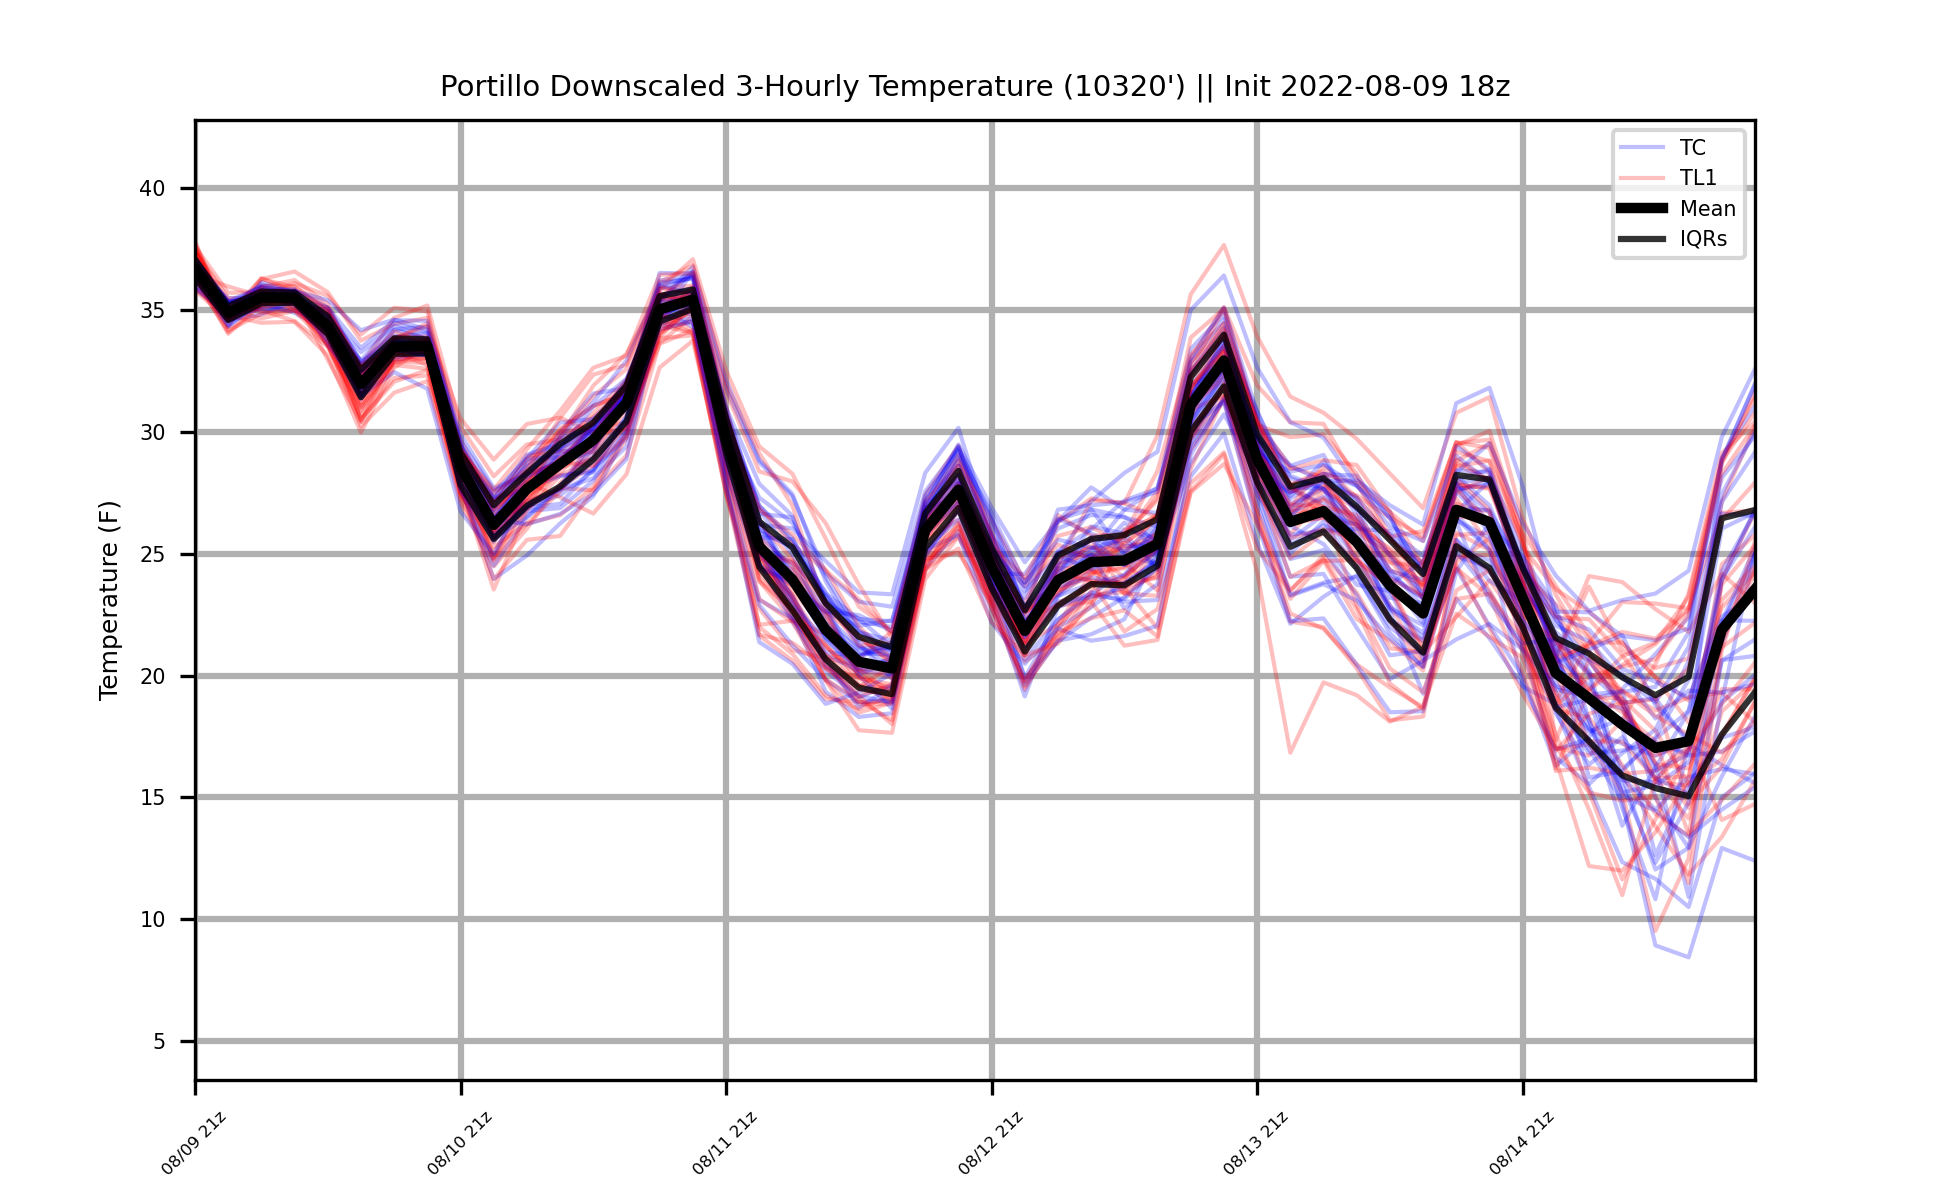 Portillo Downscaled 3-Hourly Temperature (10320') || Init 2022-08-09 18z
TC
TL1
Mean
IQRs
Temperature (F)
40
35
30
25
20
15
10
5
08/09 21z
08/10 21z
08/11 21z
08/12 21z
08/13 21z
08/14 21z